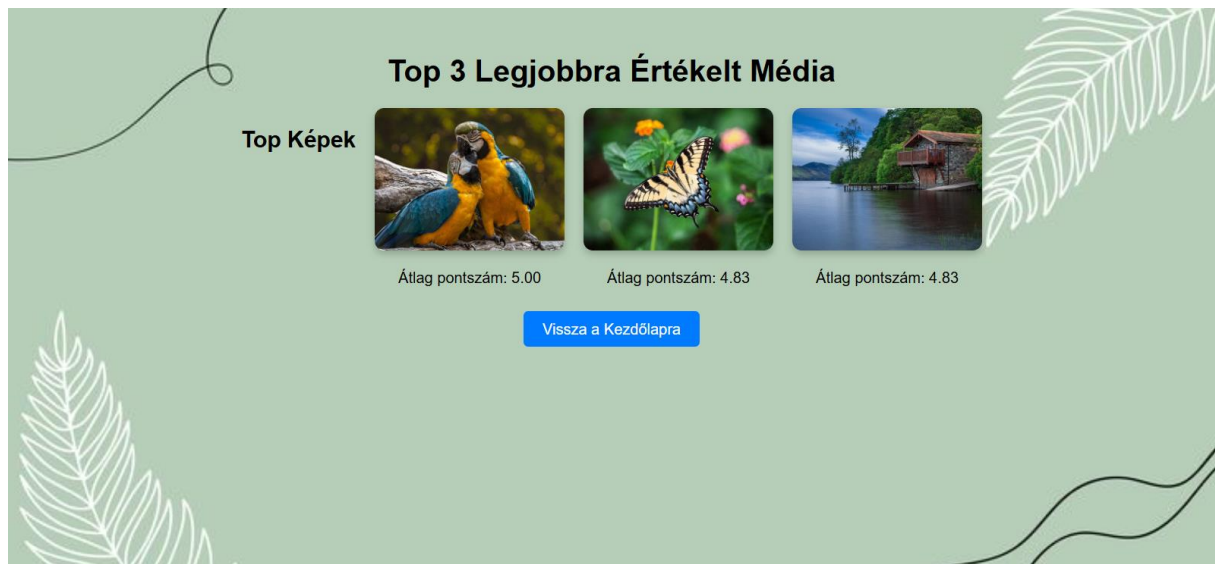 Top 3 Legjobbra Értékelt Média
Top Képek
Átlag pontszám: 5.00
Átlag pontszám: 4.83
Átlag pontszám: 4.83
Vissza a Kezdőlapra